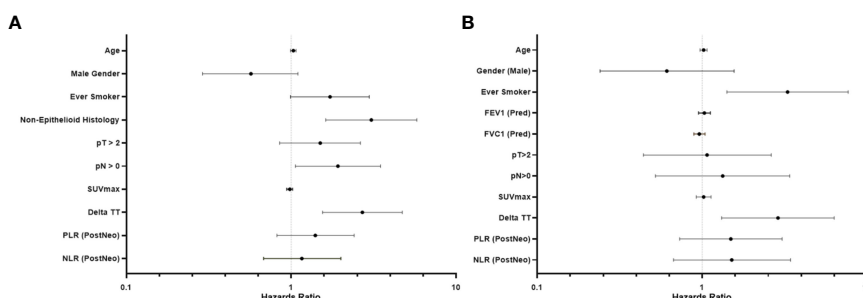 A
Age
Male Gender
Ever Smoker
Non-Epithelioid Histology
pT > 2
pN > 0
SUVmax
Delta TT
PLR (PostNeo)
NLR (PostNeo)
0.1
1
10
Hazards Ratio
B
Age
Gender (Male)
Ever Smoker
FEV1 (Pred)
FVC1 (Pred)
pT>2
pN>0
SUVmax
Delta TT
PLR (PostNeo)
NLR (PostNeo)
0.1
1
Hazards Ratio